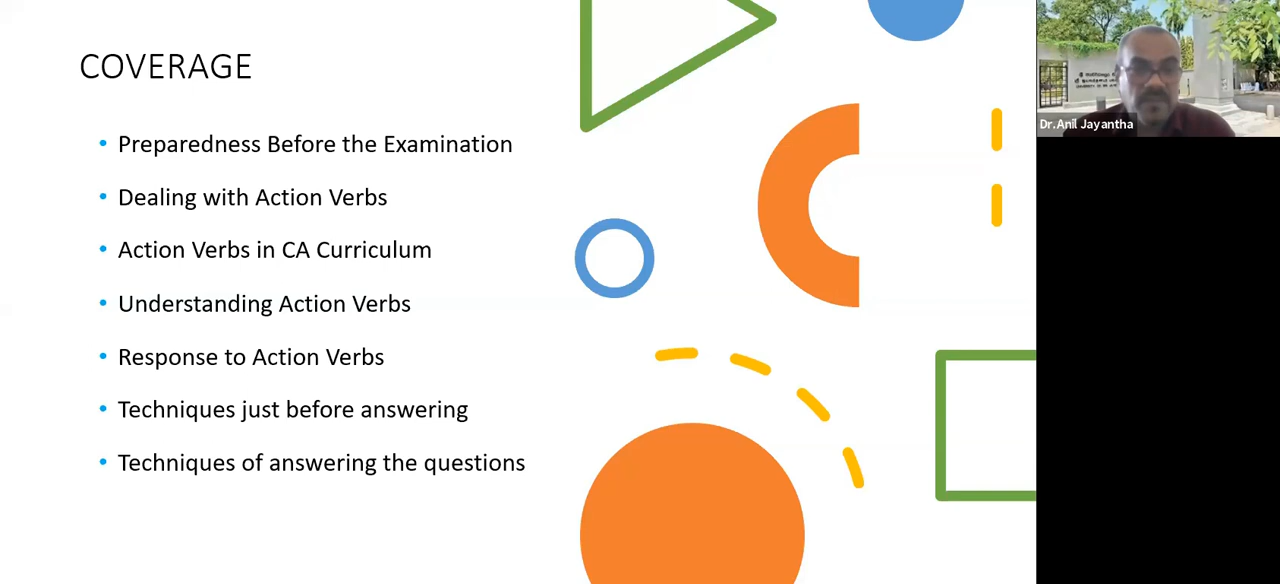 COVERAGE
• Preparedness Before the Examination
• Dealing with Action Verbs
• Action Verbs in CA Curriculum
• Understanding Action Verbs
• Response to Action Verbs
• Techniques just before answering
• Techniques of answering the questions
Dr.Anil Jayantha